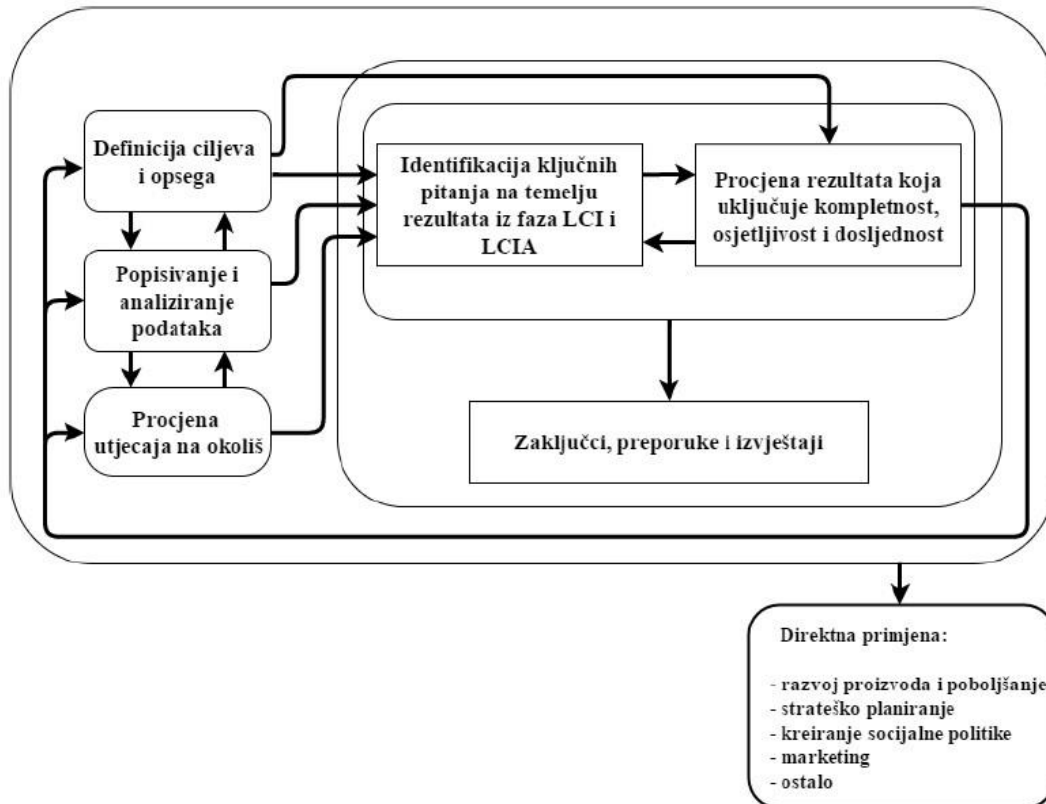 Definicija ciljeva
i opsega
Popisivanje i
analiziranje
podataka
Procjena
utjecaja na okoliš
Identifikacija ključnih
pitanja na temelju
rezultata iz faza LCI i
LCIA
Procjena rezultata koja
uključuje kompletnost,
osjetljivost i dosljednost
Zaključci, preporuke i izvještaji
Direktna primjena:
- razvoj proizvoda i poboljšanje
- strateško planiranje
- kreiranje socijalne politike
- marketing
- ostalo